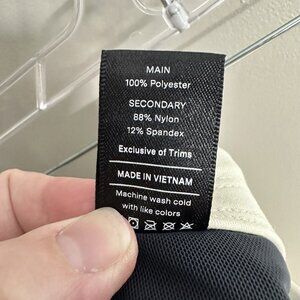 MAIN
100% Polyester
SECONDARY
88% Nylon
12% Spandex
Exclusive of Trims
MADE IN VIETNAM
Machine wash cold
with like colors